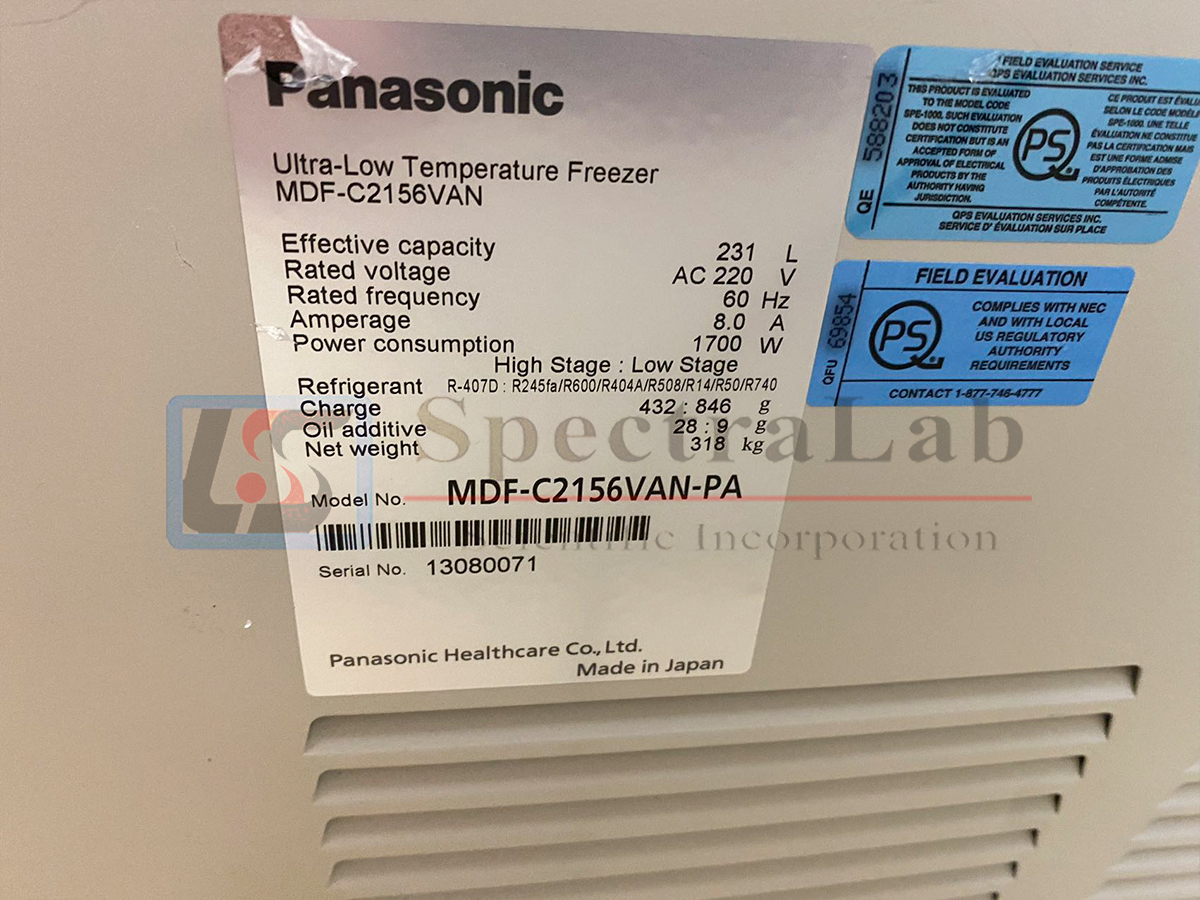 Panasonic
Ultra-Low Temperature Freezer
MDF-C2156VAN
Effective capacity 231 L
Rated voltage AC 220 V
Rated frequency 60 Hz
Amperage 8.0 A
Power consumption 1700 W
High Stage : Low Stage
Refrigerant R-407D : R245fa/R600/R404A/R508/R14/R50/R740
Charge 432 : 846 g
Oil additive 28 : 9 g
Net weight 318 kg
Model No. MDF-C2156VAN-PA
Serial No. 13080071
Panasonic Healthcare Co., Ltd.
Made in Japan
QE 588203
FIELD EVALUATION SERVICE
QPS EVALUATION SERVICES INC.
THIS PRODUCT IS EVALUATED
TO THE MODEL CODE
SPE-1000. SUCH EVALUATION
DOES NOT CONSTITUTE
CERTIFICATION BUT IS AN
ACCEPTED FORM OF
APPROVAL OF ELECTRICAL
PRODUCTS BY THE
AUTHORITY HAVING
JURISDICTION.
QPS
CE PRODUIT EST ÉVALU
SELON LE CODE MODÈLE
SPE-1000. UNE TELLE
ÉVALUATION NE CONSTITUE
PAS LA CERTIFICATION MAIS
EST UNE FORME ADMISE
D'APPROBATION DES
PRODUITS ÉLECTRIQUES
PAR L'AUTORITÉ
COMPÉTENTE.
QPS EVALUATION SERVICES INC.
SERVICE D' ÉVALUATION SUR PLACE
QFU 69854
FIELD EVALUATION
QPS
COMPLIES WITH NEC
AND WITH LOCAL
US REGULATORY
AUTHORITY
REQUIREMENTS
CONTACT 1-877-746-4777
LS
SpectraLab
Scientific Incorporation